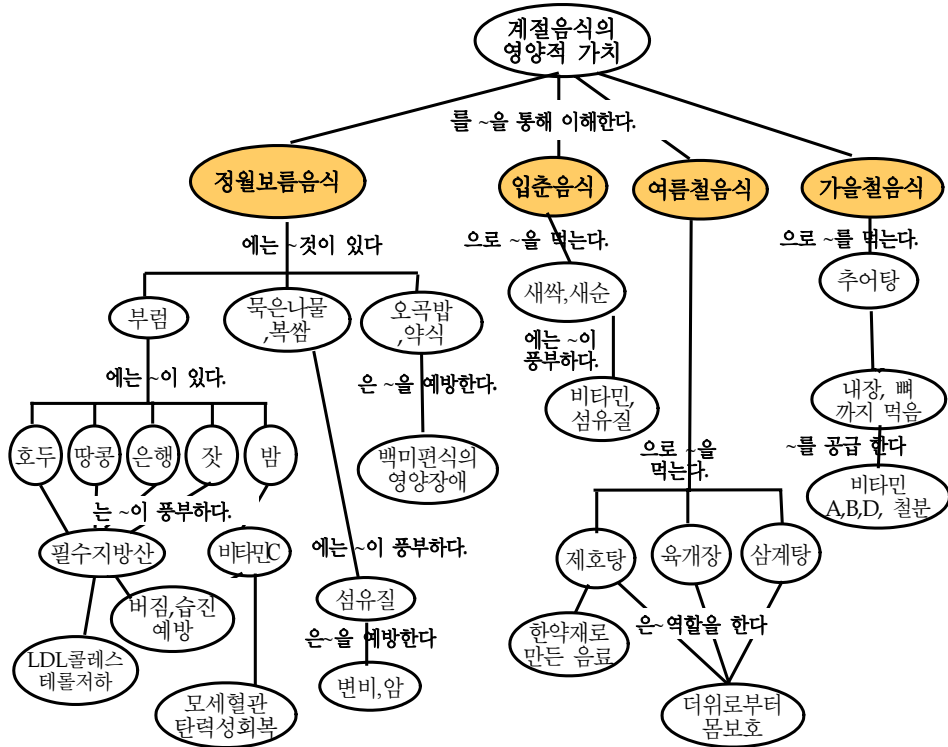 계절음식의
영양적 가치
를 ~을 통해 이해한다.
정월보름음식
입춘음식
여름철음식
가을철음식
에는 ~것이 있다
으로 ~을 먹는다.
으로 ~를 먹는다.
부럼
묵은나물
,복쌈
오곡밥
,약식
새싹,새순
추어탕
에는 ~이
풍부하다.
에는 ~이 있다.
은 ~을 예방한다.
비타민,
섬유질
내장, 뼈
까지 먹음
호두
땅콩
은행
잣
밤
백미편식의
영양장애
으로 ~을
먹는다.
~를 공급 한다
비타민
A,B,D, 철분
는 ~이 풍부하다.
필수지방산
비타민C
에는 ~이 풍부하다.
제호탕
육개장
삼계탕
버짐,습진
예방
섬유질
한약재로
만든 음료
은~역할을 한다
은~을 예방한다
LDL콜레스
테롤저하
변비,암
모세혈관
탄력성회복
더위로부터
몸보호